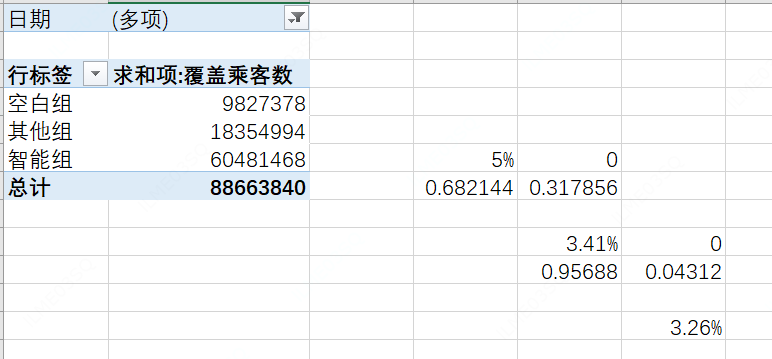 日期 (多项)
行标签 求和项:覆盖乘客数
空白组 9827378
其他组 18354994
智能组 60481468 5% 0
总计 88663840 0.682144 0.317856
3.41% 0
0.95688 0.04312
3.26%